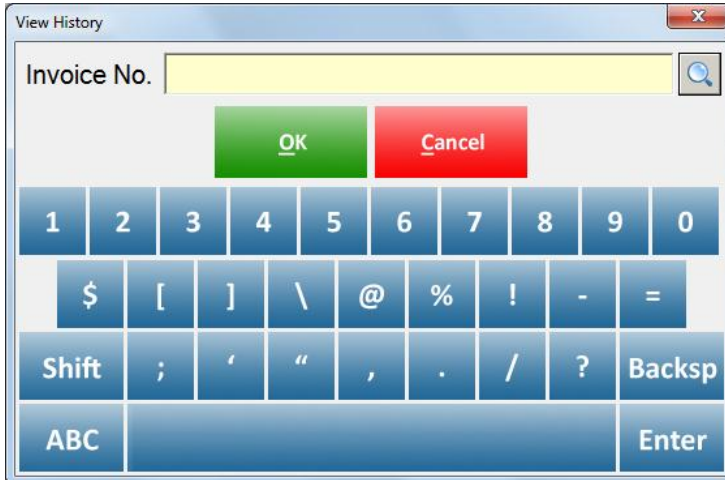 View History
x
Invoice No.
OK Cancel
1 2 3 4 5 6 7 8 9 0
$ [ ] \ @ % ! - =
Shift ; ‘ “ , . / ? Backsp
ABC Enter